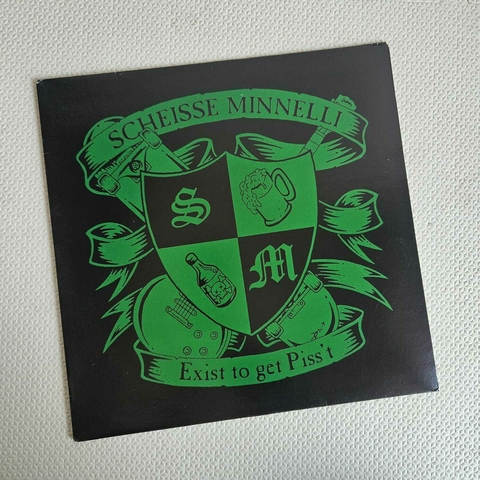 SCHEISSE MINNELLI
S
M
Exist to get Piss't